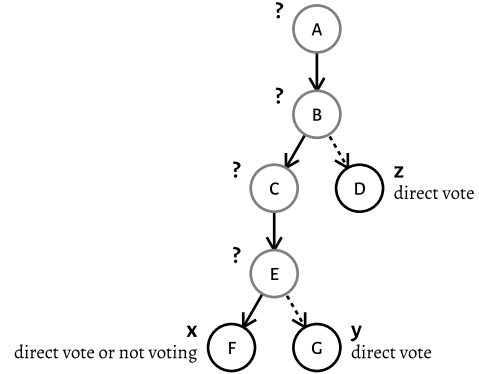 ?
A
?
B
?
C
D
z
direct vote
?
E
x
direct vote or not voting
F
G
y
direct vote